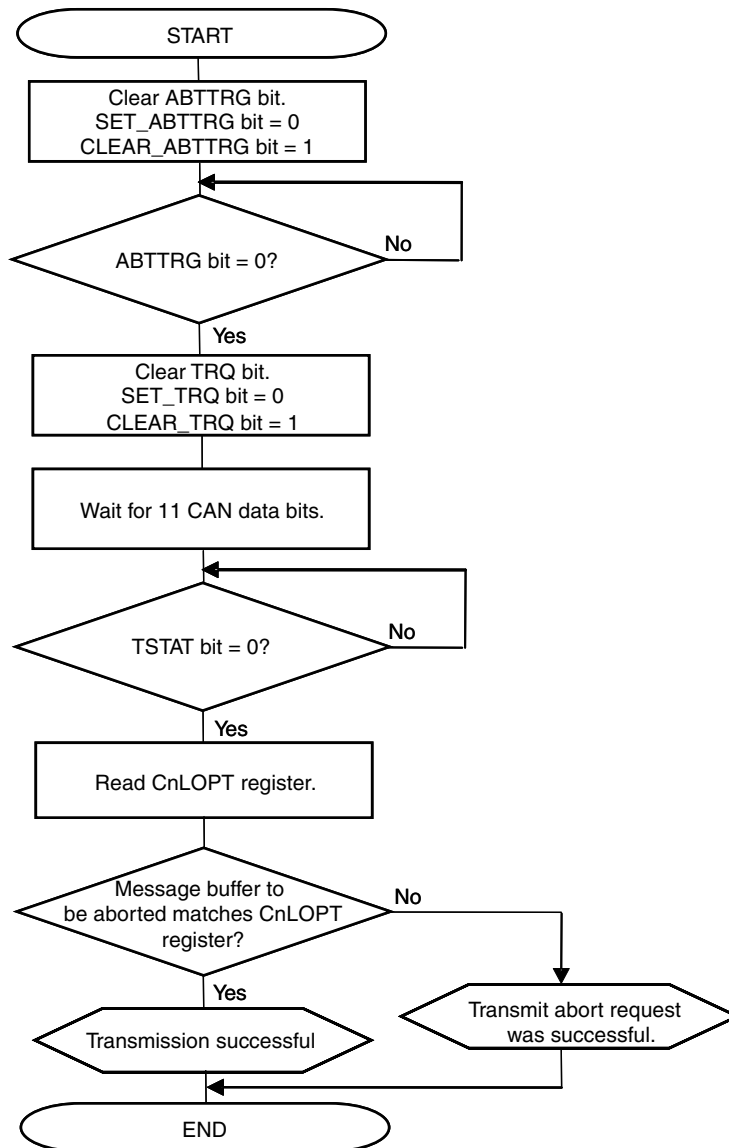 START
Clear ABTTRG bit.
SET_ABTTRG bit = 0
CLEAR_ABTTRG bit = 1
No
ABTTRG bit = 0?
Yes
Clear TRQ bit.
SET_TRQ bit = 0
CLEAR_TRQ bit = 1
Wait for 11 CAN data bits.
No
TSTAT bit = 0?
Yes
Read CnLOPT register.
Message buffer to
be aborted matches CnLOPT
register?
No
Yes
Transmission successful
Transmit abort request
was successful.
END